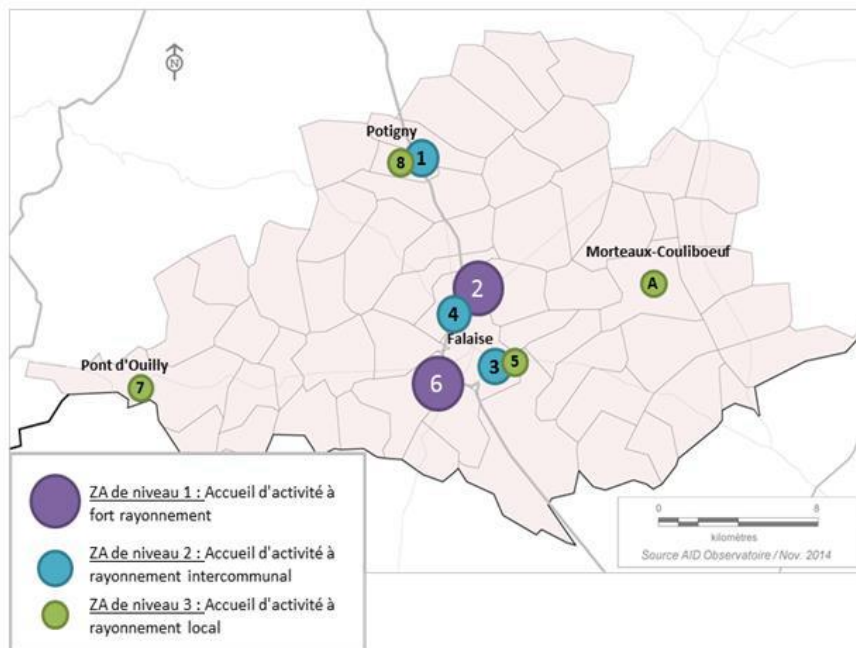 N
Potigny
8
1
Morteaux-Couliboeuf
A
2
4
Falaise
Pont d'Ouilly
3
5
6
7
ZA de niveau 1 : Accueil d'activité à
fort rayonnement
ZA de niveau 2 : Accueil d'activité à
rayonnement intercommunal
ZA de niveau 3 : Accueil d'activité à
rayonnement local
0 8
kilomètres
Source AID Observatoire / Nov. 2014